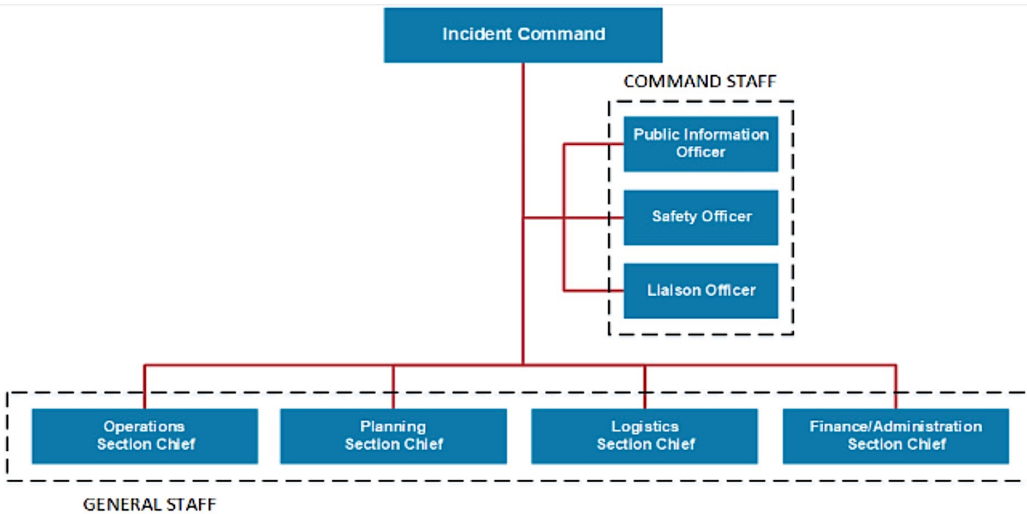 Incident Command
COMMAND STAFF
Public Information
Officer
Safety Officer
Liaison Officer
Operations
Section Chief
Planning
Section Chief
Logistics
Section Chief
Finance/Administration
Section Chief
GENERAL STAFF